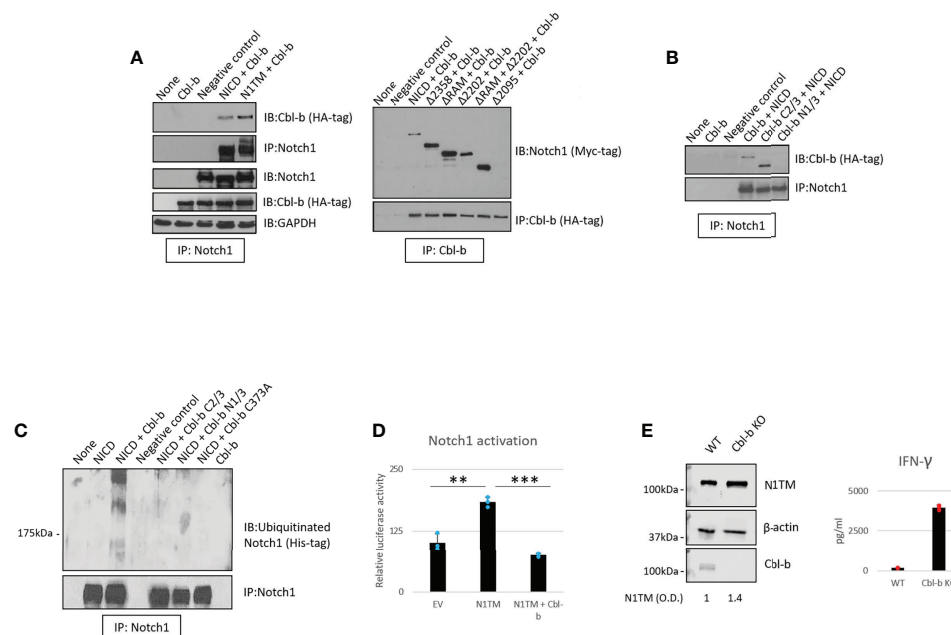 A
None
Cbl-b
Negative control
NICD + Cbl-b
N1TM + Cbl-b
IB:Cbl-b (HA-tag)
IP:Notch1
IB:Notch1
IB:Cbl-b (HA-tag)
IB:GAPDH
IP: Notch1
None
Negative control
NICD + Cbl-b
Δ2358 + Cbl-b
ΔRAM + Cbl-b
Δ2202 + Cbl-b
ΔRAM + Δ2202 + Cbl-b
Δ2095 + Cbl-b
IB:Notch1 (Myc-tag)
IP:Cbl-b (HA-tag)
IP: Cbl-b
B
None
Cbl-b
Negative control
Cbl-b + NICD
Cbl-b C2/3 + NICD
Cbl-b N1/3 + NICD
IB:Cbl-b (HA-tag)
IP:Notch1
IP: Notch1
C
None
NICD
NICD + Cbl-b
Negative control
NICD + Cbl-b C2/3
NICD + Cbl-b N1/3
NICD + Cbl-b C373A
Cbl-b
175kDa -
IB:Ubiquitinated
Notch1 (His-tag)
IP:Notch1
IP: Notch1
D
Notch1 activation
Relative luciferase activity
250
125
0
** ***
EV N1TM N1TM + Cbl-
b
E
WT
Cbl-b KO
100kDa-
N1TM
37kDa-
β-actin
100kDa-
Cbl-b
N1TM (O.D.) 1 1.4
IFN-γ
pg/ml
5000
2500
0
WT Cbl-b